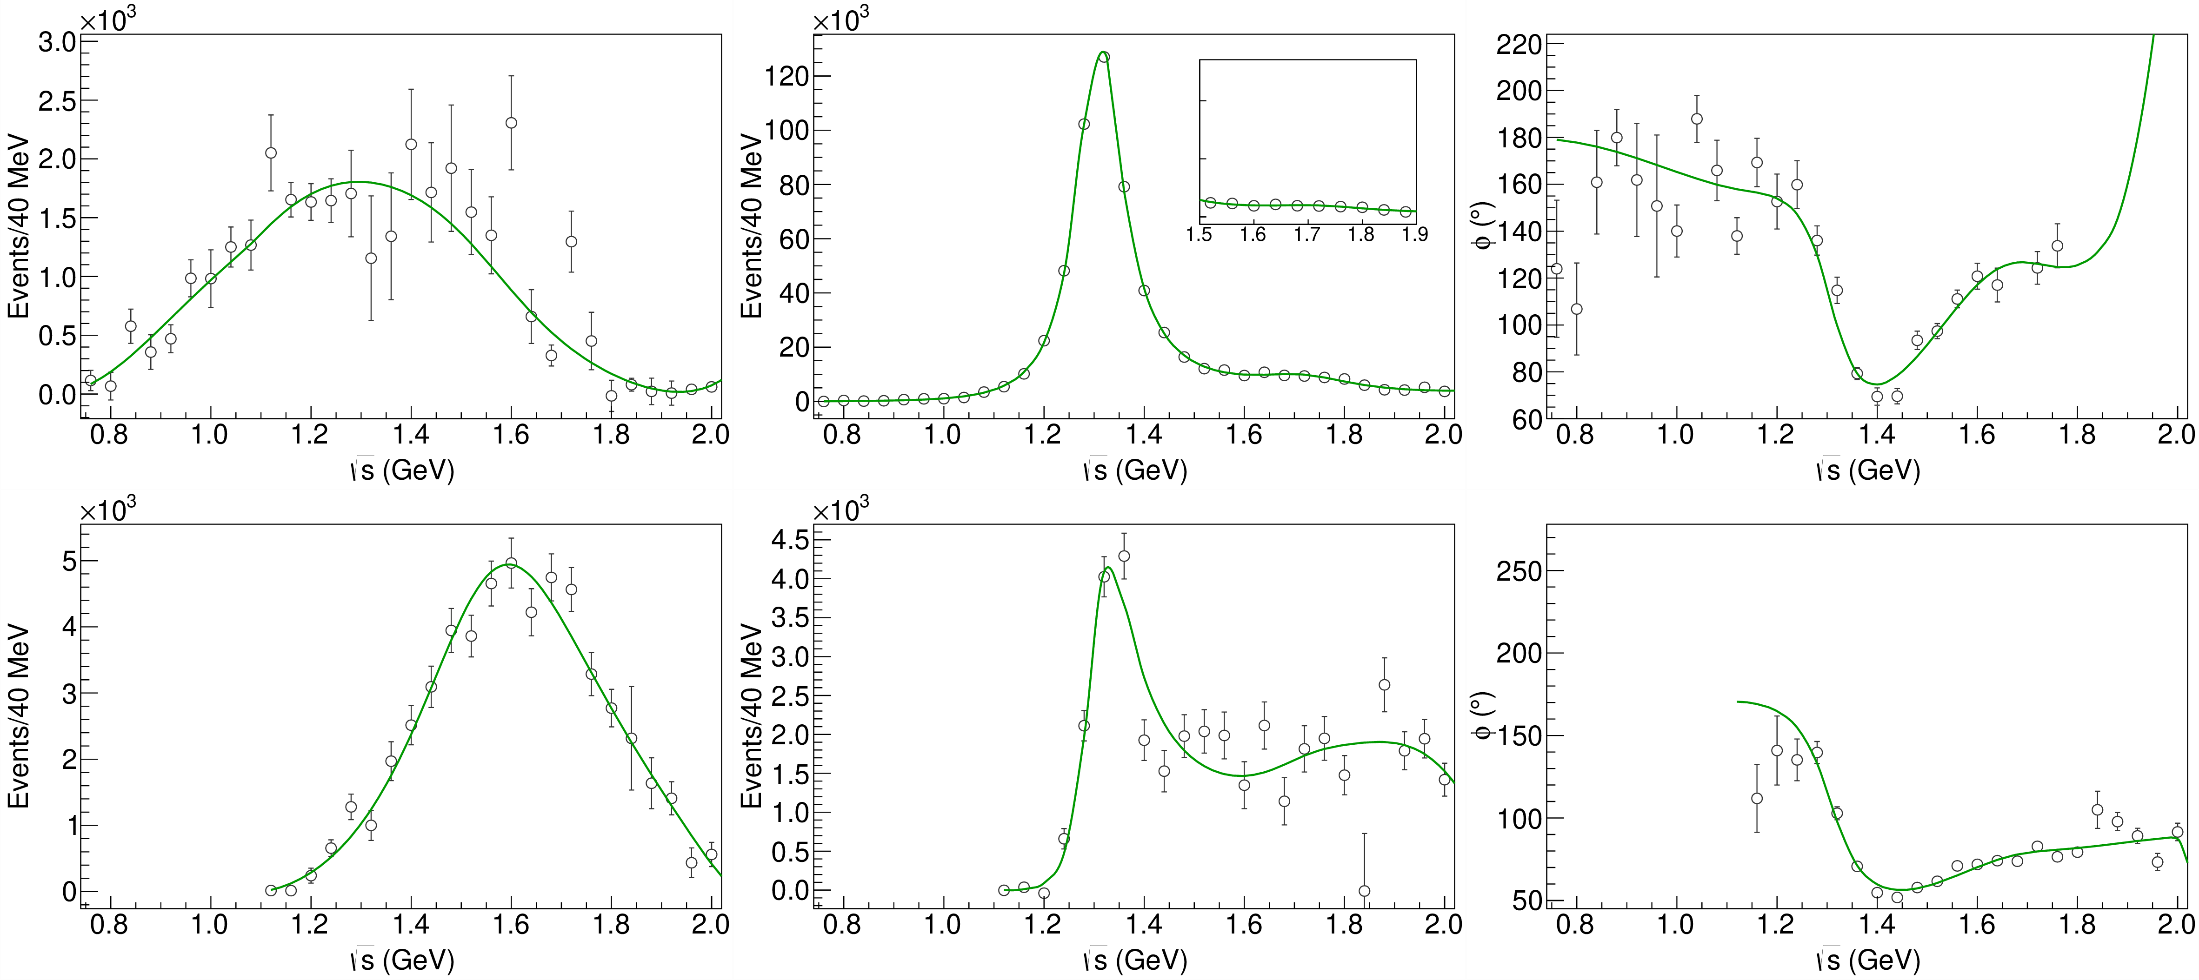 ×10³
Events/40 MeV
3.0
2.5
2.0
1.5
1.0
0.5
0.0
0.8 1.0 1.2 1.4 1.6 1.8 2.0
√s (GeV)
×10³
Events/40 MeV
120
100
80
60
40
20
0
1.5 1.6 1.7 1.8 1.9
0.8 1.0 1.2 1.4 1.6 1.8 2.0
√s (GeV)
ϕ (°)
220
200
180
160
140
120
100
80
60
0.8 1.0 1.2 1.4 1.6 1.8 2.0
√s (GeV)
×10³
Events/40 MeV
5
4
3
2
1
0
0.8 1.0 1.2 1.4 1.6 1.8 2.0
√s (GeV)
×10³
Events/40 MeV
4.5
4.0
3.5
3.0
2.5
2.0
1.5
1.0
0.5
0.0
0.8 1.0 1.2 1.4 1.6 1.8 2.0
√s (GeV)
ϕ (°)
250
200
150
100
50
0.8 1.0 1.2 1.4 1.6 1.8 2.0
√s (GeV)